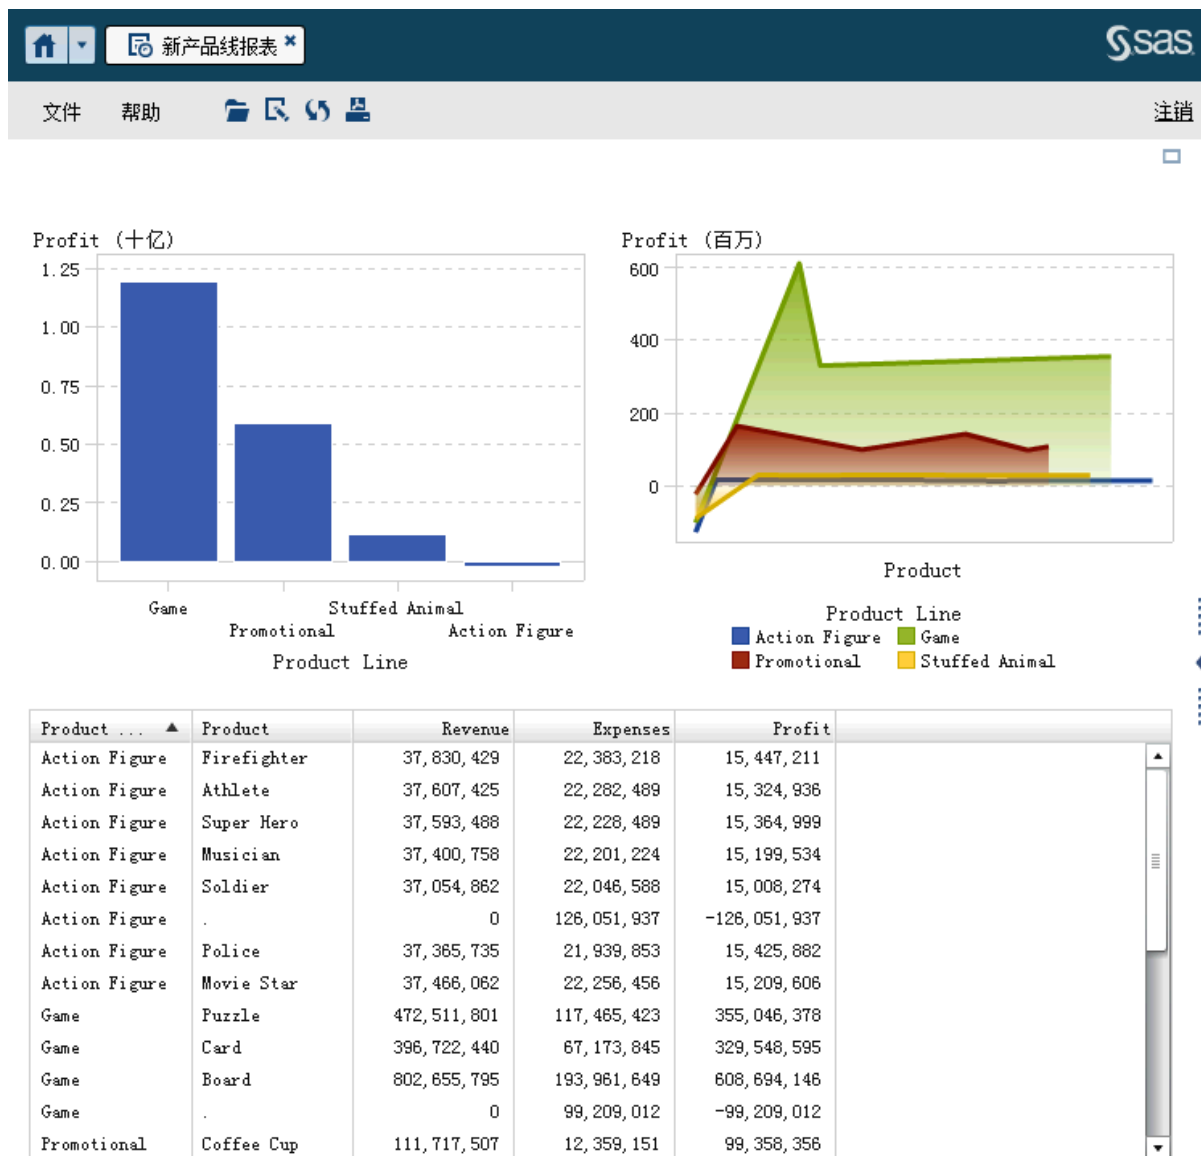 新产品线报表
sas
文件 帮助 注销
Profit (十亿)
1.25
1.00
0.75
0.50
0.25
0.00
Game
Stuffed Animal
Promotional
Action Figure
Product Line
Profit (百万)
600
400
200
0
Product
Product Line
Action Figure Game
Promotional Stuffed Animal
Product ... Product Revenue Expenses Profit
Action Figure Firefighter 37,830,429 22,383,218 15,447,211
Action Figure Athlete 37,607,425 22,282,489 15,324,936
Action Figure Super Hero 37,593,488 22,228,489 15,364,999
Action Figure Musician 37,400,758 22,201,224 15,199,534
Action Figure Soldier 37,054,862 22,046,588 15,008,274
Action Figure . 0 126,051,937 -126,051,937
Action Figure Police 37,365,735 21,939,853 15,425,882
Action Figure Movie Star 37,466,062 22,256,456 15,209,606
Game Puzzle 472,511,801 117,465,423 355,046,378
Game Card 396,722,440 67,173,845 329,548,595
Game Board 802,655,795 193,961,649 608,694,146
Game . 0 99,209,012 -99,209,012
Promotional Coffee Cup 111,717,507 12,359,151 99,358,356